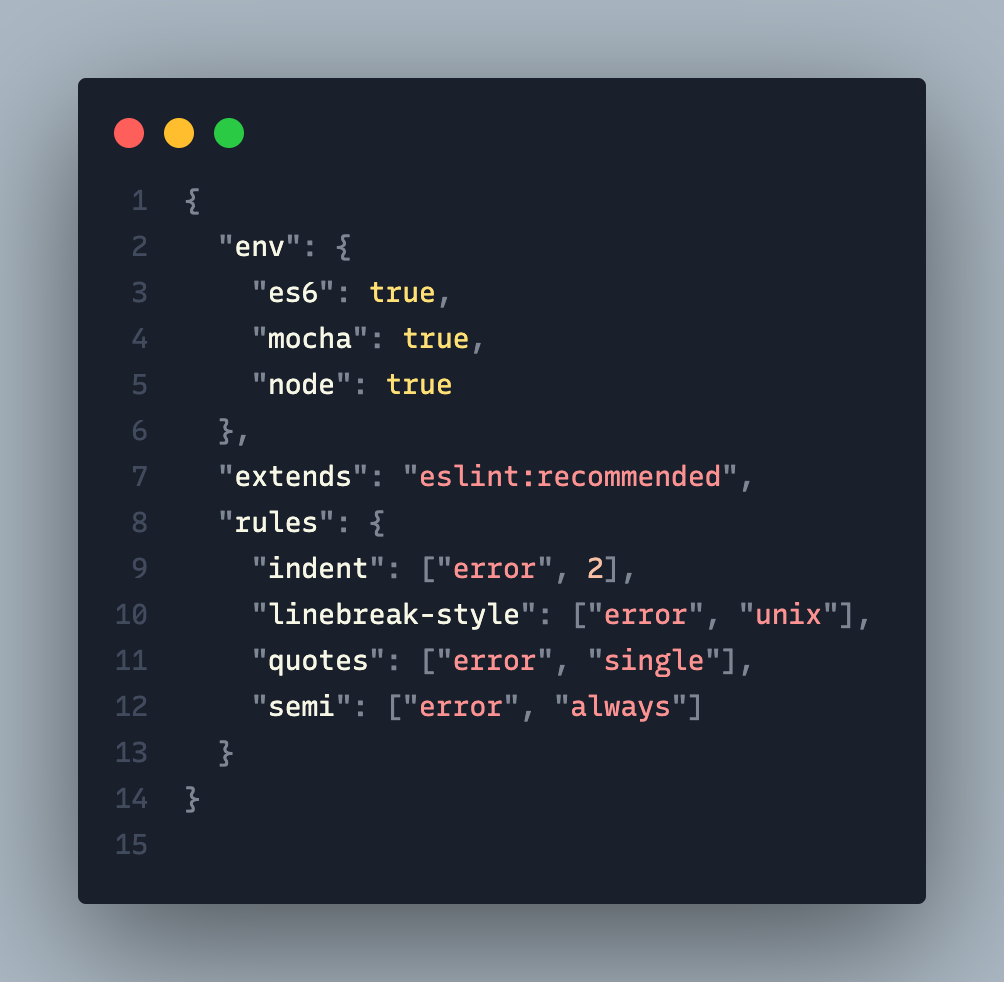 1 {
2   "env": {
3     "es6": true,
4     "mocha": true,
5     "node": true
6   },
7   "extends": "eslint:recommended",
8   "rules": {
9     "indent": ["error", 2],
10     "linebreak-style": ["error", "unix"],
11     "quotes": ["error", "single"],
12     "semi": ["error", "always"]
13   }
14 }
15